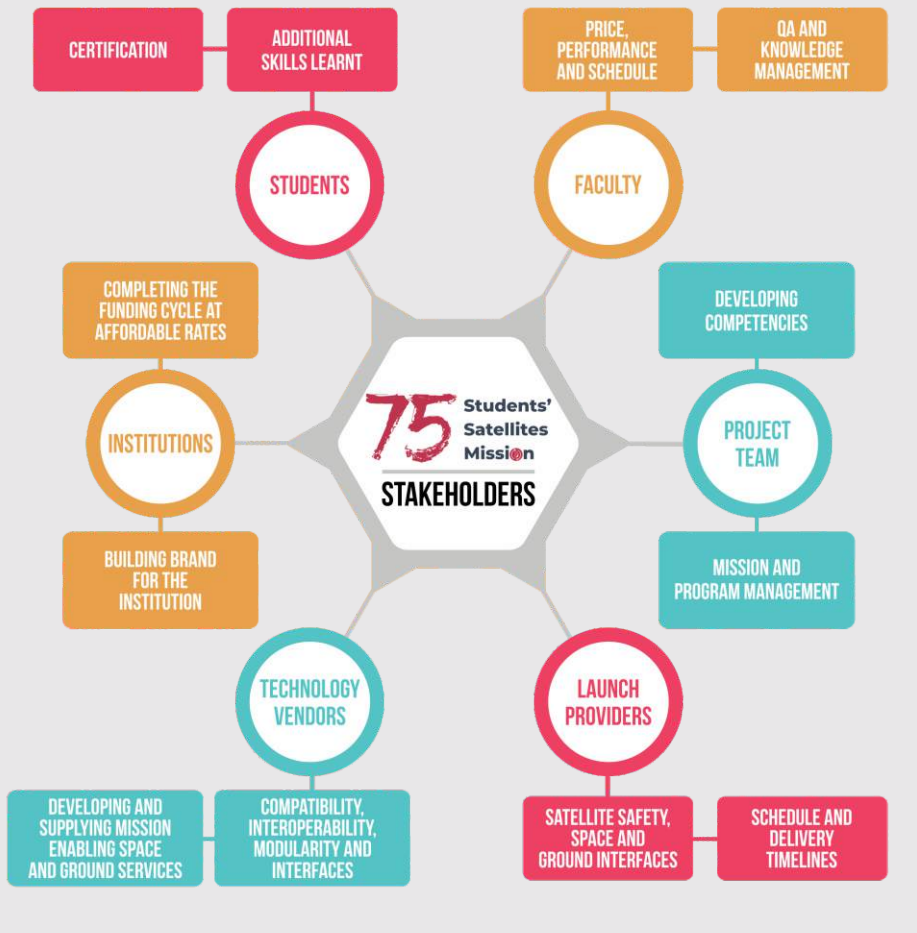 CERTIFICATION
ADDITIONAL
SKILLS LEARNT
STUDENTS
PRICE,
PERFORMANCE
AND SCHEDULE
QA AND
KNOWLEDGE
MANAGEMENT
FACULTY
COMPLETING THE
FUNDING CYCLE AT
AFFORDABLE RATES
INSTITUTIONS
BUILDING BRAND
FOR THE
INSTITUTION
75
Students'
Satellites
Mission
STAKEHOLDERS
DEVELOPING
COMPETENCIES
PROJECT
TEAM
MISSION AND
PROGRAM MANAGEMENT
TECHNOLOGY
VENDORS
DEVELOPING AND
SUPPLYING MISSION
ENABLING SPACE
AND GROUND SERVICES
COMPATIBILITY,
INTEROPERABILITY,
MODULARITY AND
INTERFACES
LAUNCH
PROVIDERS
SATELLITE SAFETY,
SPACE AND
GROUND INTERFACES
SCHEDULE AND
DELIVERY
TIMELINES